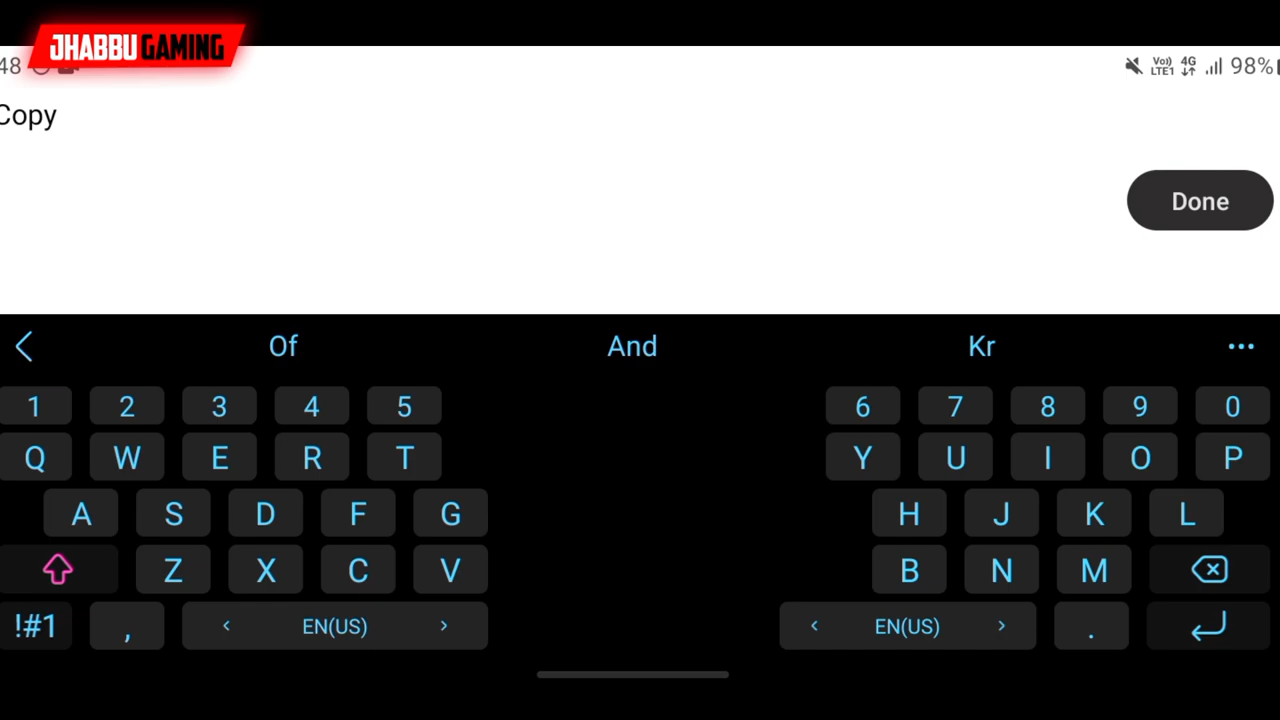 JHABBU GAMING
48
Vo)) LTE1 4G 98%
Copy
Done
Of And Kr ...
1 2 3 4 5 6 7 8 9 0
Q W E R T Y U I O P
A S D F G H J K L
Z X C V B N M
!#1 , < EN(US) > < EN(US) > .